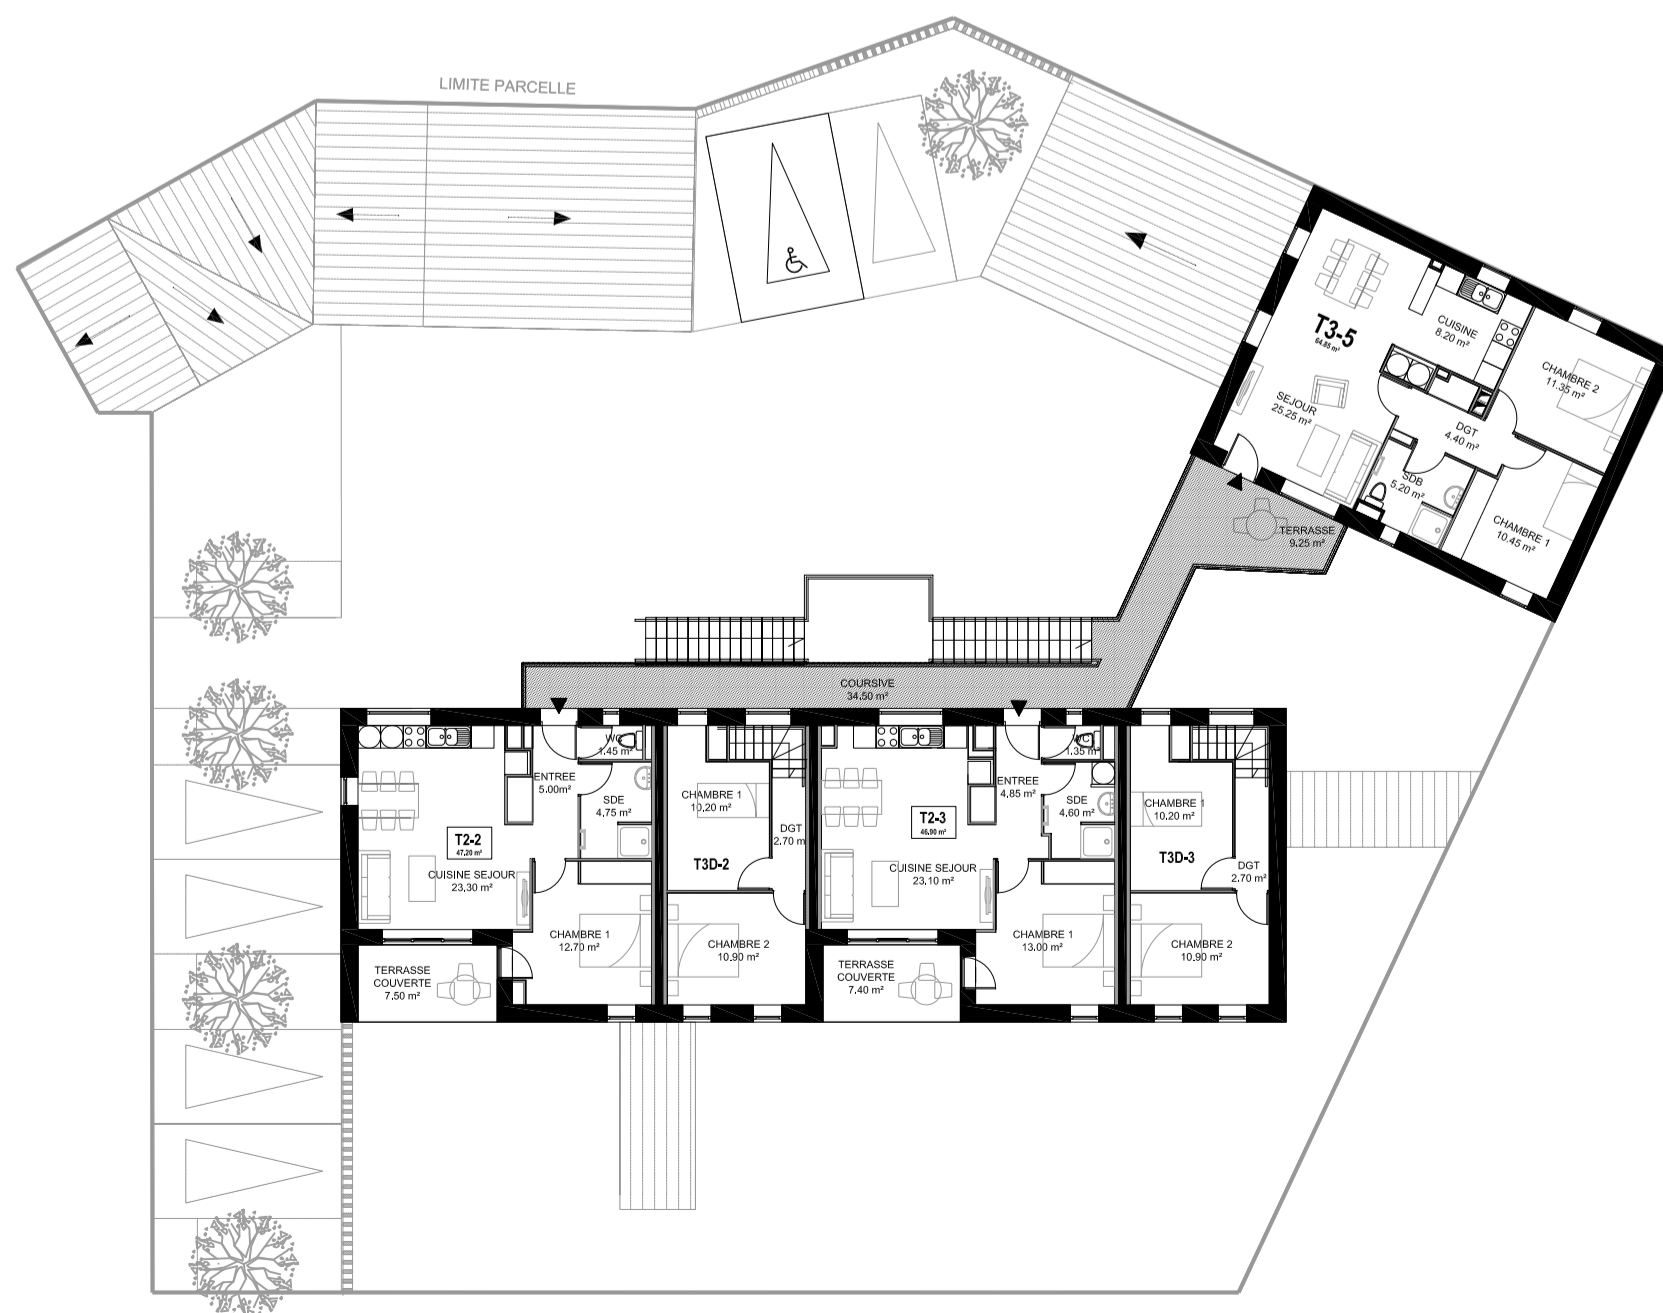 LIMITE PARCELLE
T3-5
64.85 m²
CUISINE
8.20 m²
CHAMBRE 2
11.35 m²
SEJOUR
25.25 m²
DGT
4.40 m²
SDB
5.20 m²
CHAMBRE 1
10.45 m²
TERRASSE
9.25 m²
COURSIVE
34.50 m²
WC
1.45 m²
ENTREE
5.00m²
SDE
4.75 m²
T2-2
47,20 m²
CUISINE SEJOUR
23,30 m²
CHAMBRE 1
12.70 m²
TERRASSE
COUVERTE
7.50 m²
CHAMBRE 1
10,20 m²
DGT
2.70 m
T3D-2
CHAMBRE 2
10.90 m²
WC
1.35 m²
ENTREE
4,85 m²
SDE
4.60 m²
T2-3
46.90 m²
CUISINE SEJOUR
23,10 m²
CHAMBRE 1
13.00 m²
TERRASSE
COUVERTE
7.40 m²
CHAMBRE 1
10.20 m²
T3D-3
DGT
2.70 m²
CHAMBRE 2
10.90 m²